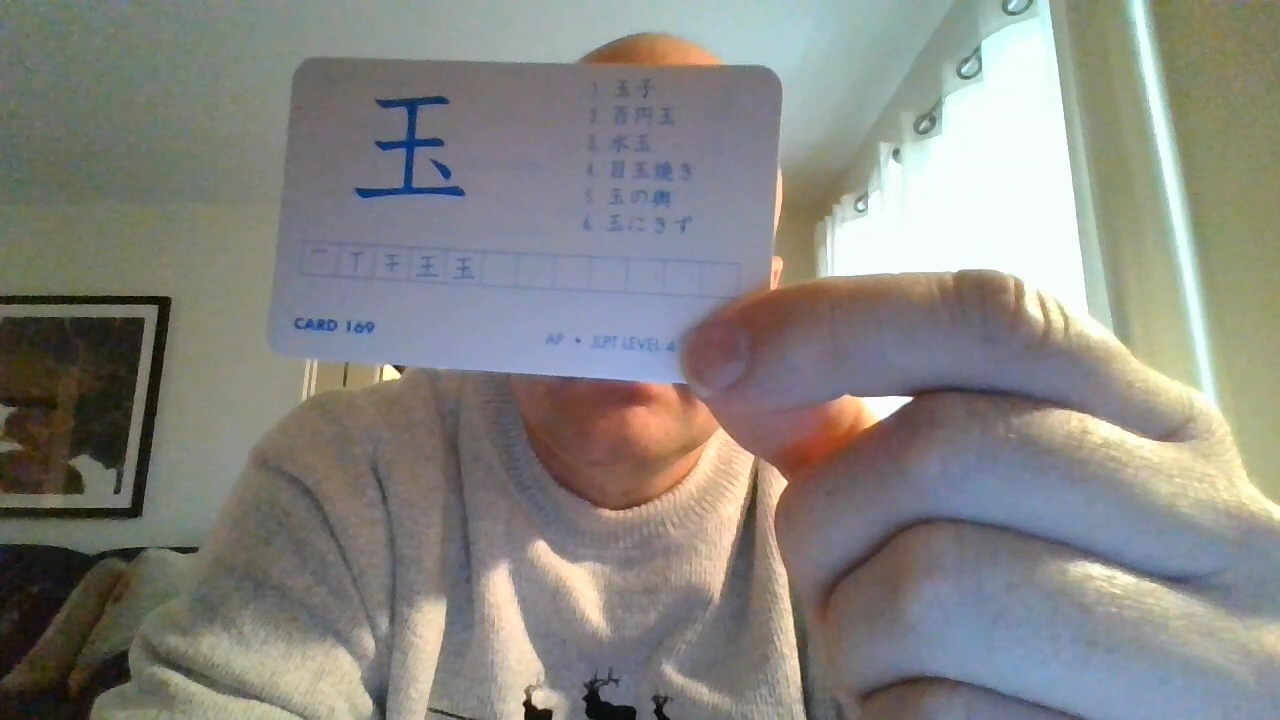 玉
1. 玉子
2. 百円玉
3. 水玉
4. 目玉焼き
5. 玉の輿
6. 玉にきず
一 丁 干 王 玉
CARD 169
AP • JLPT LEVEL 4